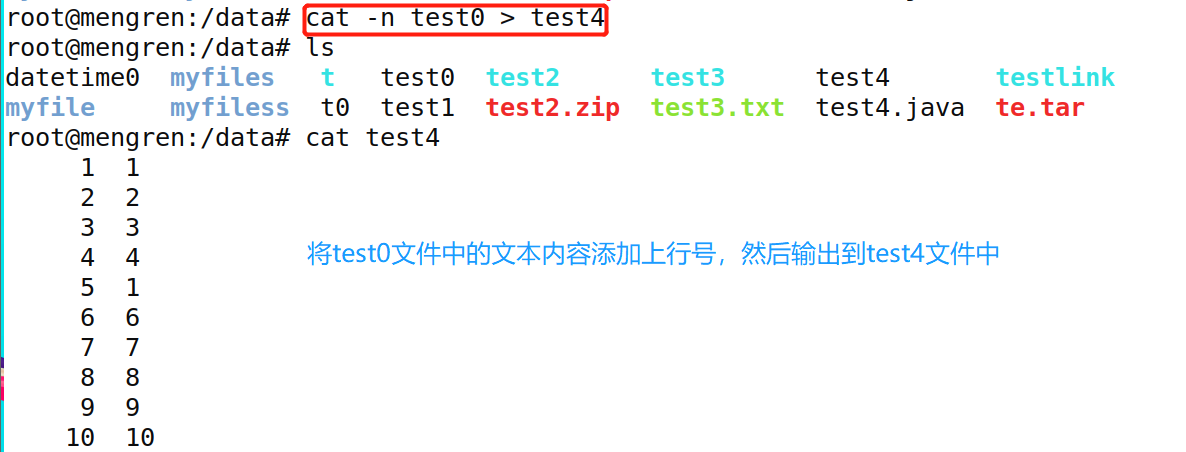 root@mengren:/data# cat -n test0 > test4
root@mengren:/data# ls
datetime0  myfiles   t   test0  test2      test3      test4       testlink
myfile     myfiless  t0  test1  test2.zip  test3.txt  test4.java  te.tar
root@mengren:/data# cat test4
     1	1
     2	2
     3	3
     4	4
将test0文件中的文本内容添加上行号，然后输出到test4文件中
     5	1
     6	6
     7	7
     8	8
     9	9
    10	10